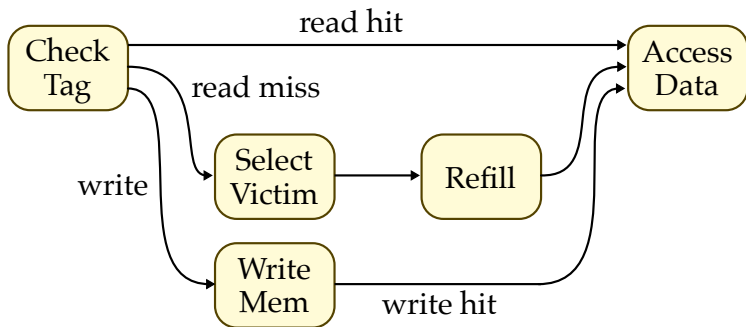 read hit
Check
Tag
Access
Data
read miss
Select
Victim
Refill
write
Write
Mem
write hit